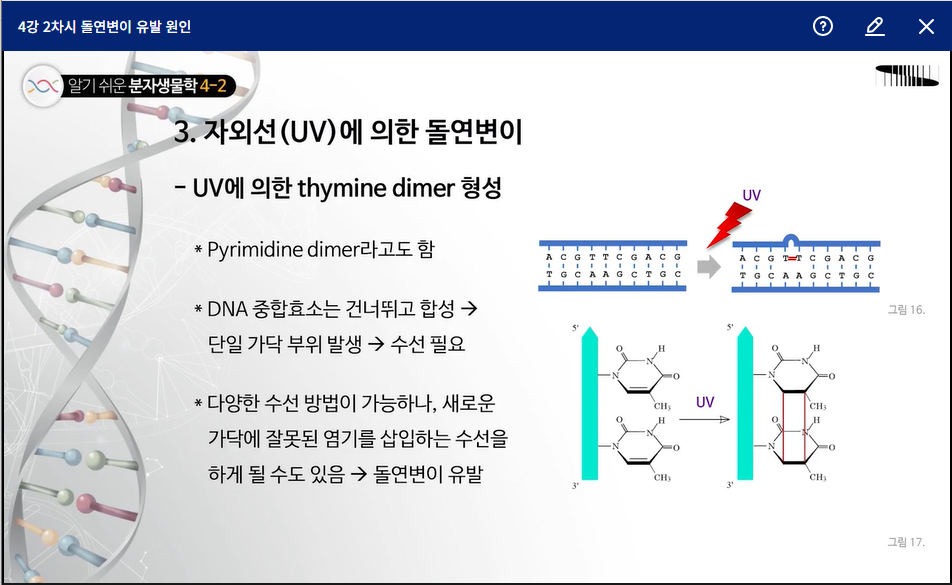 4강 2차시 돌연변이 유발 원인
알기 쉬운 분자생물학 4-2
3. 자외선(UV)에 의한 돌연변이
- UV에 의한 thymine dimer 형성
* Pyrimidine dimer라고도 함
* DNA 중합효소는 건너뛰고 합성 →
단일 가닥 부위 발생 → 수선 필요
* 다양한 수선 방법이 가능하나, 새로운
가닥에 잘못된 염기를 삽입하는 수선을
하게 될 수도 있음 → 돌연변이 유발
UV
A C G T T C G A C G
T G C A A G C T G C
A C G T=T C G A C G
T G C A A G C T G C
그림 16.
5'
O
H
N
N
O
CH₃
O
H
N
N
O
CH₃
3'
UV
5'
O
H
N
N
O
CH₃
O
H
N
N
O
CH₃
3'
그림 17.